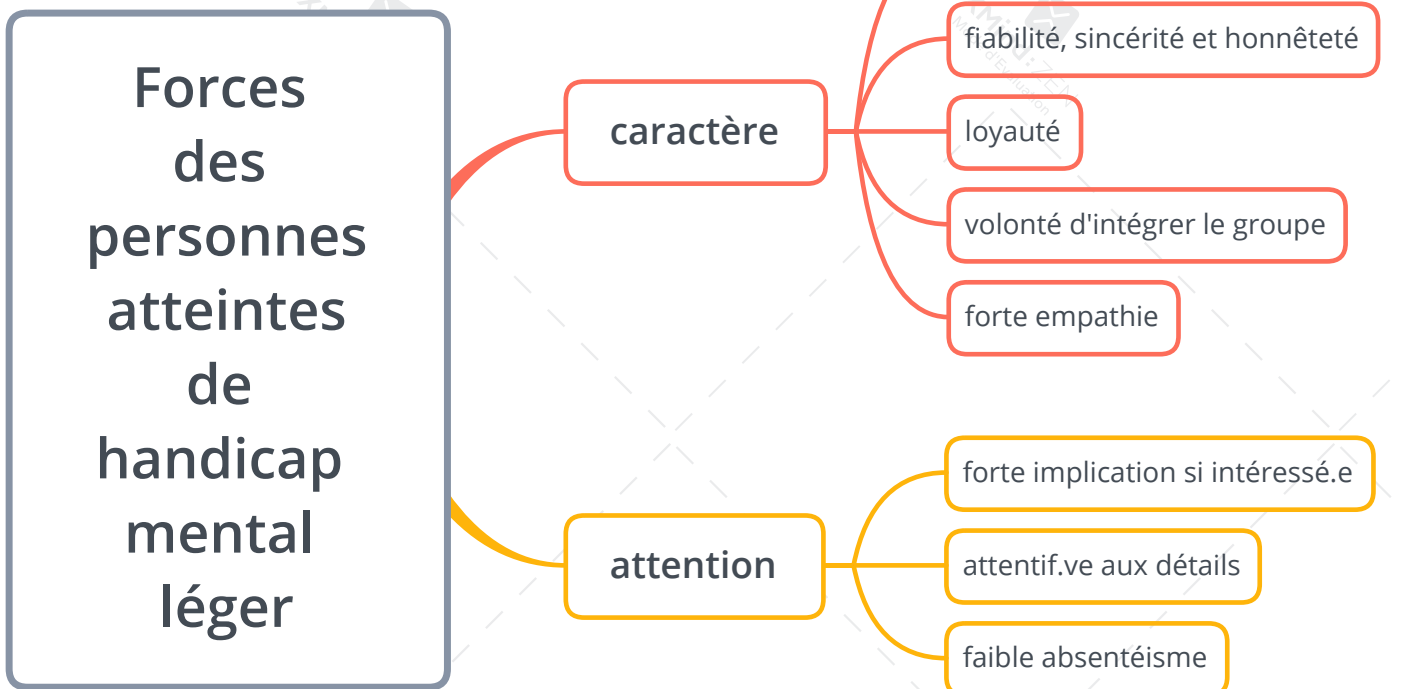 Forces
des
personnes
atteintes
de
handicap
mental
léger
caractère
fiabilité, sincérité et honnêteté
loyauté
volonté d'intégrer le groupe
forte empathie
attention
forte implication si intéressé.e
attentif.ve aux détails
faible absentéisme